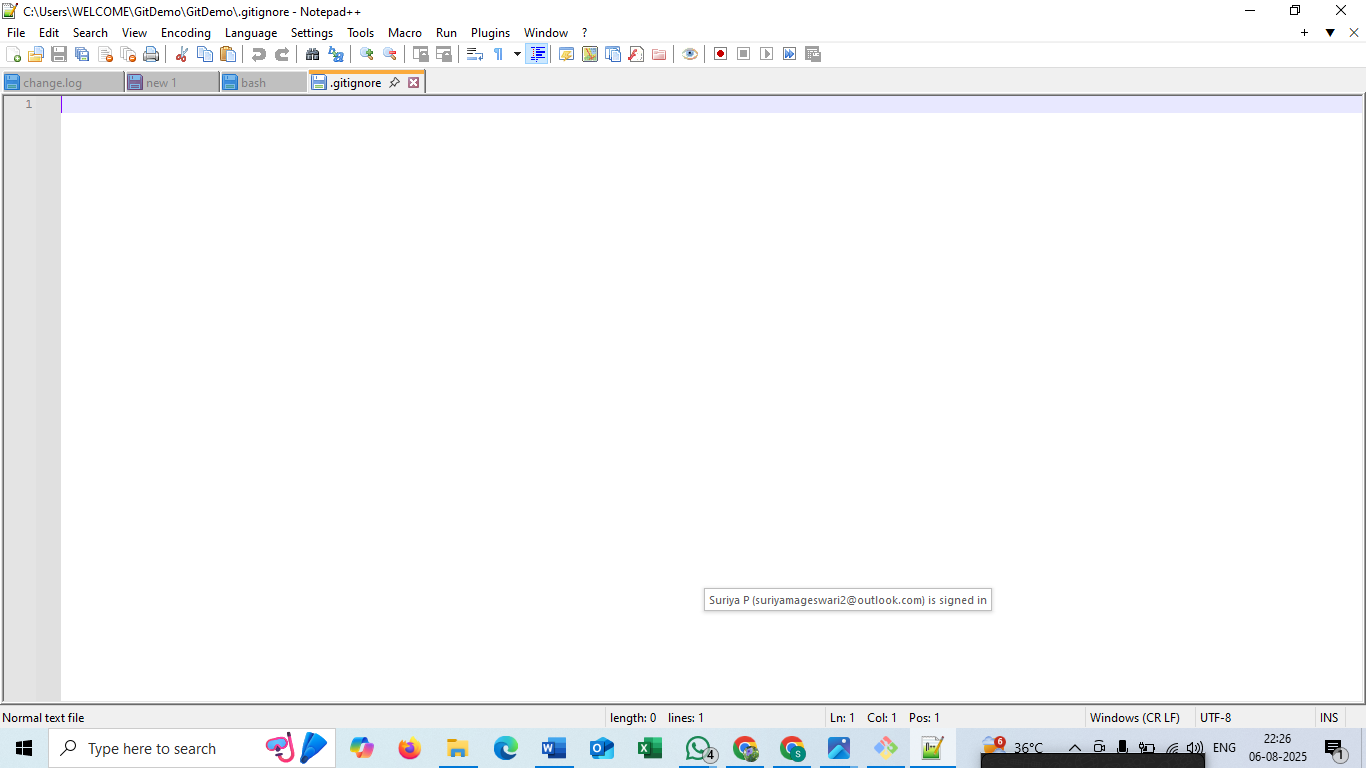 C:\Users\WELCOME\GitDemo\GitDemo\.gitignore - Notepad++
File Edit Search View Encoding Language Settings Tools Macro Run Plugins Window ?
change.log new 1 bash .gitignore
1
Suriya P (suriyamageswari2@outlook.com) is signed in
Normal text file length: 0 lines: 1 Ln: 1 Col: 1 Pos: 1 Windows (CR LF) UTF-8 INS
Type here to search 4 6 36°C ENG 22:26 1
06-08-2025